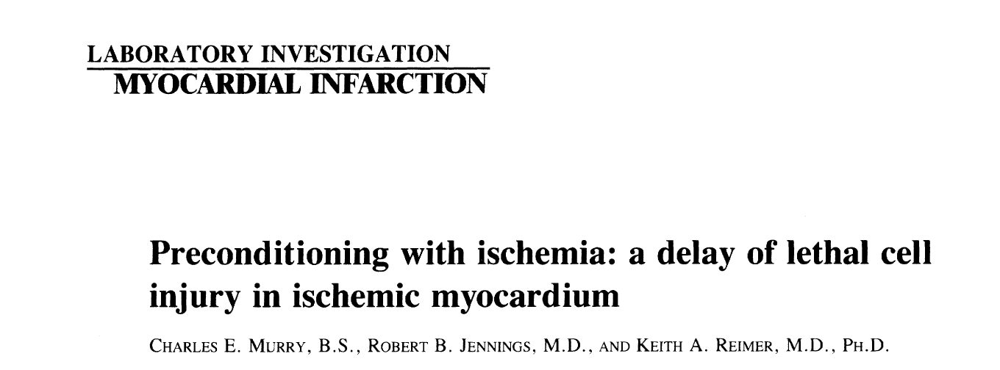 LABORATORY INVESTIGATION
MYOCARDIAL INFARCTION
Preconditioning with ischemia: a delay of lethal cell
injury in ischemic myocardium
CHARLES E. MURRY, B.S., ROBERT B. JENNINGS, M.D., AND KEITH A. REIMER, M.D., PH.D.